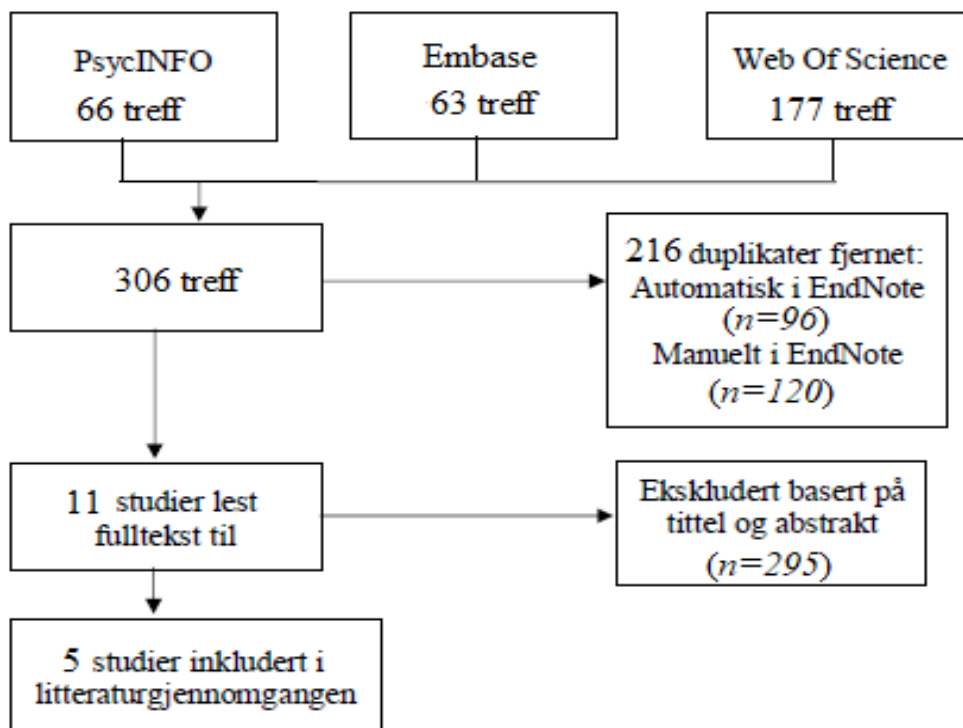 PsycINFO
66 treff
Embase
63 treff
Web Of Science
177 treff
306 treff
216 duplikater fjernet:
Automatisk i EndNote
(n=96)
Manuelt i EndNote
(n=120)
11 studier lest
fulltekst til
Ekskludert basert på
tittel og abstrakt
(n=295)
5 studier inkludert i
litteraturgjennomgangen